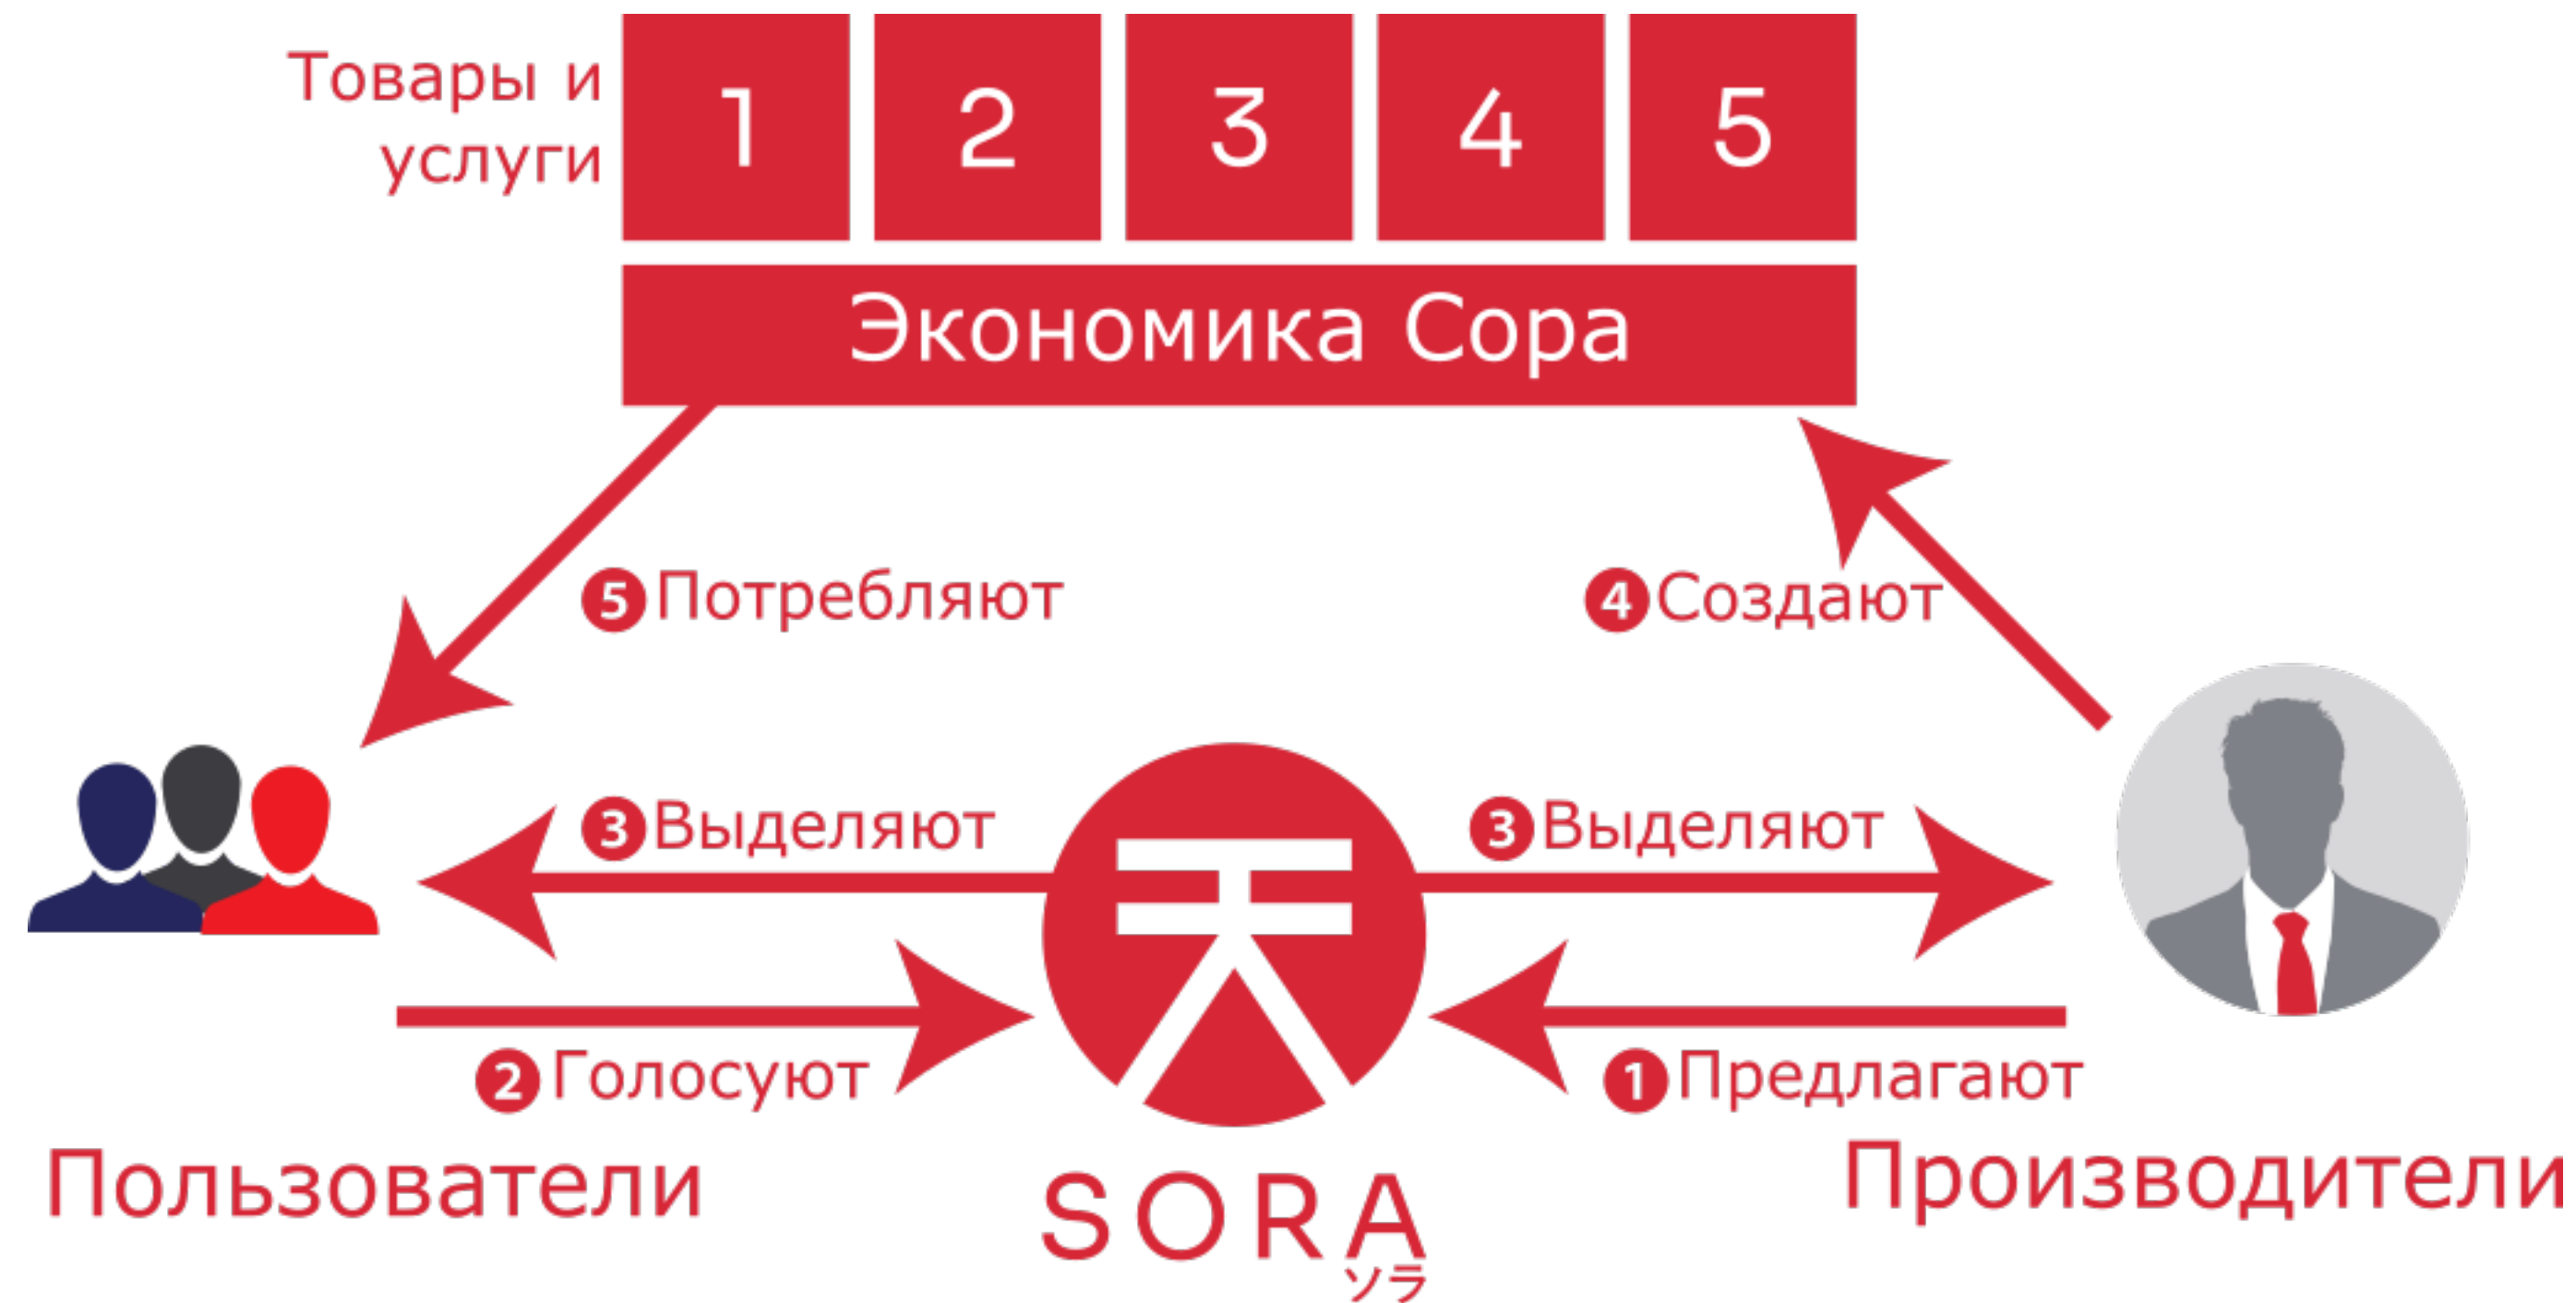 Товары и
услуги
1 2 3 4 5
Экономика Сора
5 Потребляют
4 Создают
3 Выделяют
3 Выделяют
2 Голосуют
1 Предлагают
Пользователи
Производители
SORA
ソラ